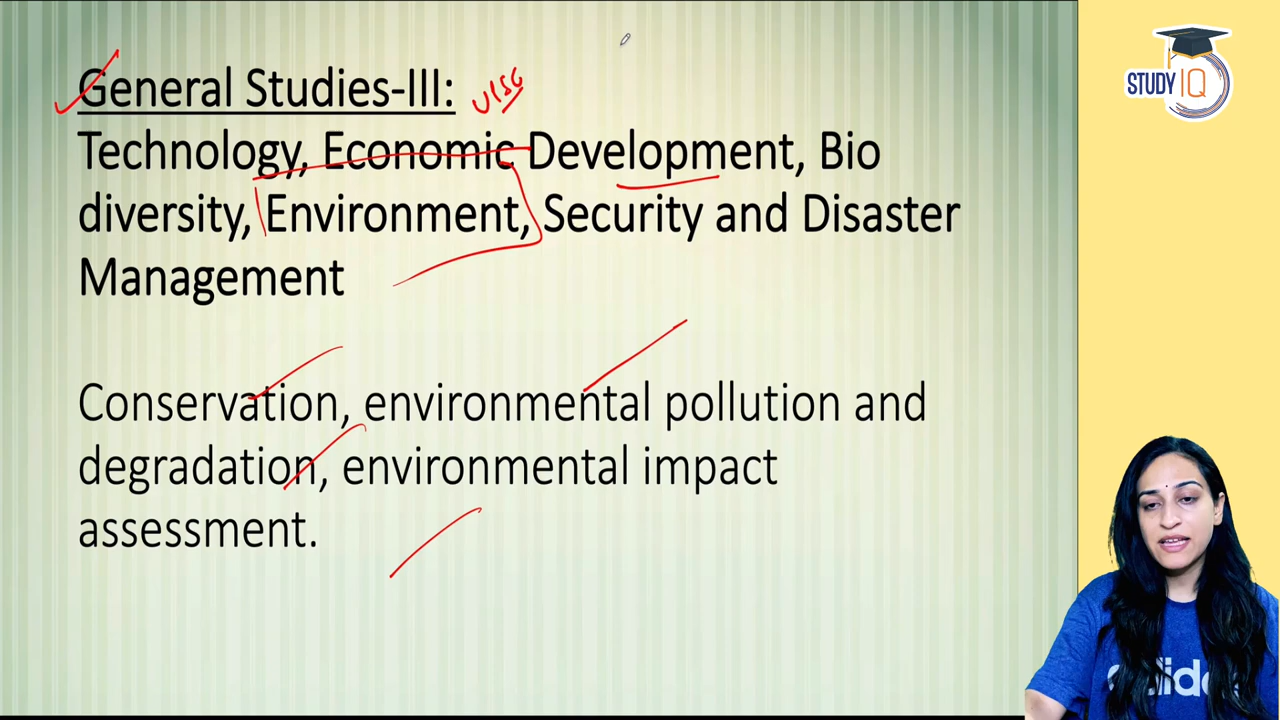 General Studies-III:
Technology, Economic Development, Bio
diversity, Environment, Security and Disaster
Management
Conservation, environmental pollution and
degradation, environmental impact
assessment.
STUDY IQ